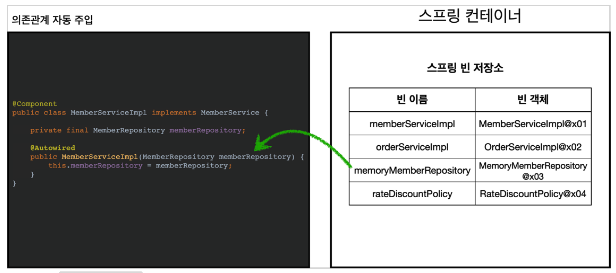 의존관계 자동 주입
@Component
public class MemberServiceImpl implements MemberService {
private final MemberRepository memberRepository;
@Autowired
public MemberServiceImpl(MemberRepository memberRepository) {
this.memberRepository = memberRepository;
}
}
스프링 컨테이너
스프링 빈 저장소
빈 이름 빈 객체
memberServiceImpl MemberServiceImpl@x01
orderServiceImpl OrderServiceImpl@x02
memoryMemberRepository MemoryMemberRepository
@x03
rateDiscountPolicy RateDiscountPolicy@x04